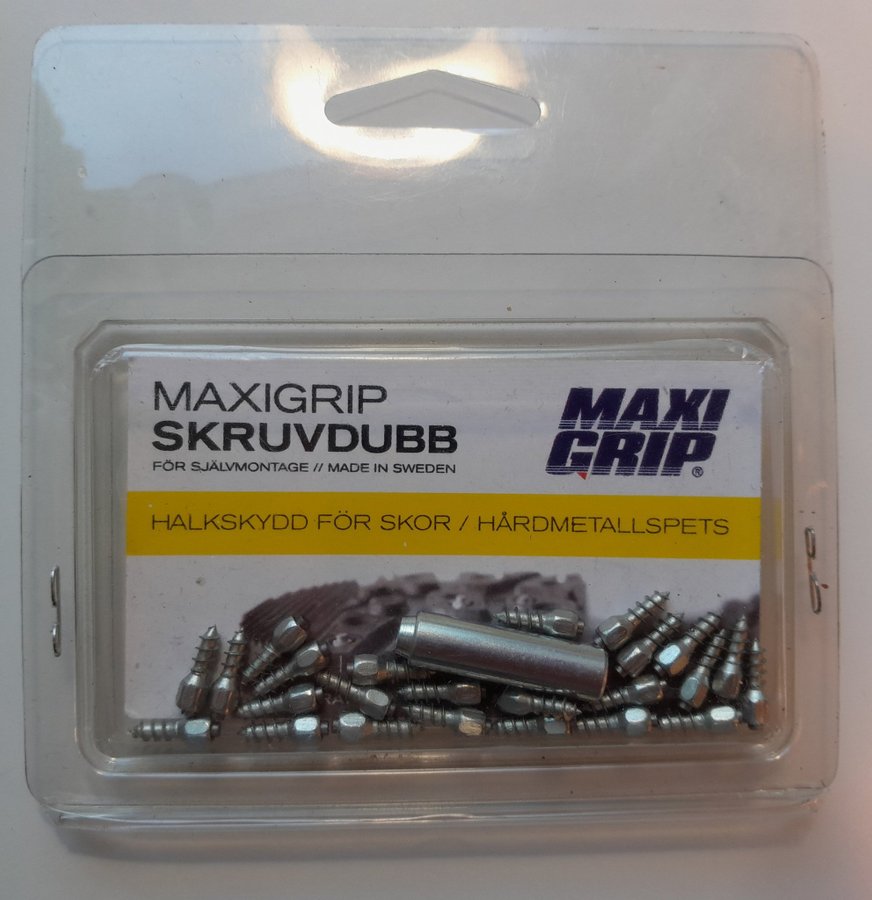 MAXIGRIP
SKRUVDUBB
FÖR SJÄLVMONTAGE // MADE IN SWEDEN
MAXI
GRIP®
HALKSKYDD FÖR SKOR / HÅRDMETALLSPETS